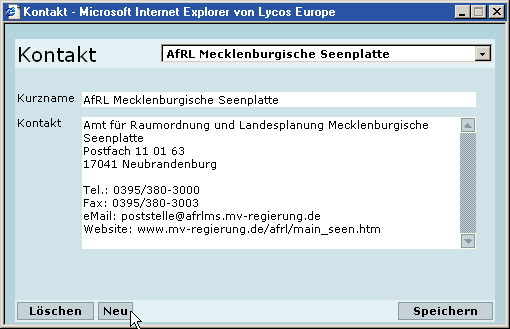 Kontakt - Microsoft Internet Explorer von Lycos Europe
Kontakt
AfRL Mecklenburgische Seenplatte
Kurzname
AfRL Mecklenburgische Seenplatte
Kontakt
Amt für Raumordnung und Landesplanung Mecklenburgische
Seenplatte
Postfach 11 01 63
17041 Neubrandenburg
Tel.: 0395/380-3000
Fax: 0395/380-3003
eMail: poststelle@afrlms.mv-regierung.de
Website: www.mv-regierung.de/afrl/main_seen.htm
Löschen
Neu
Speichern